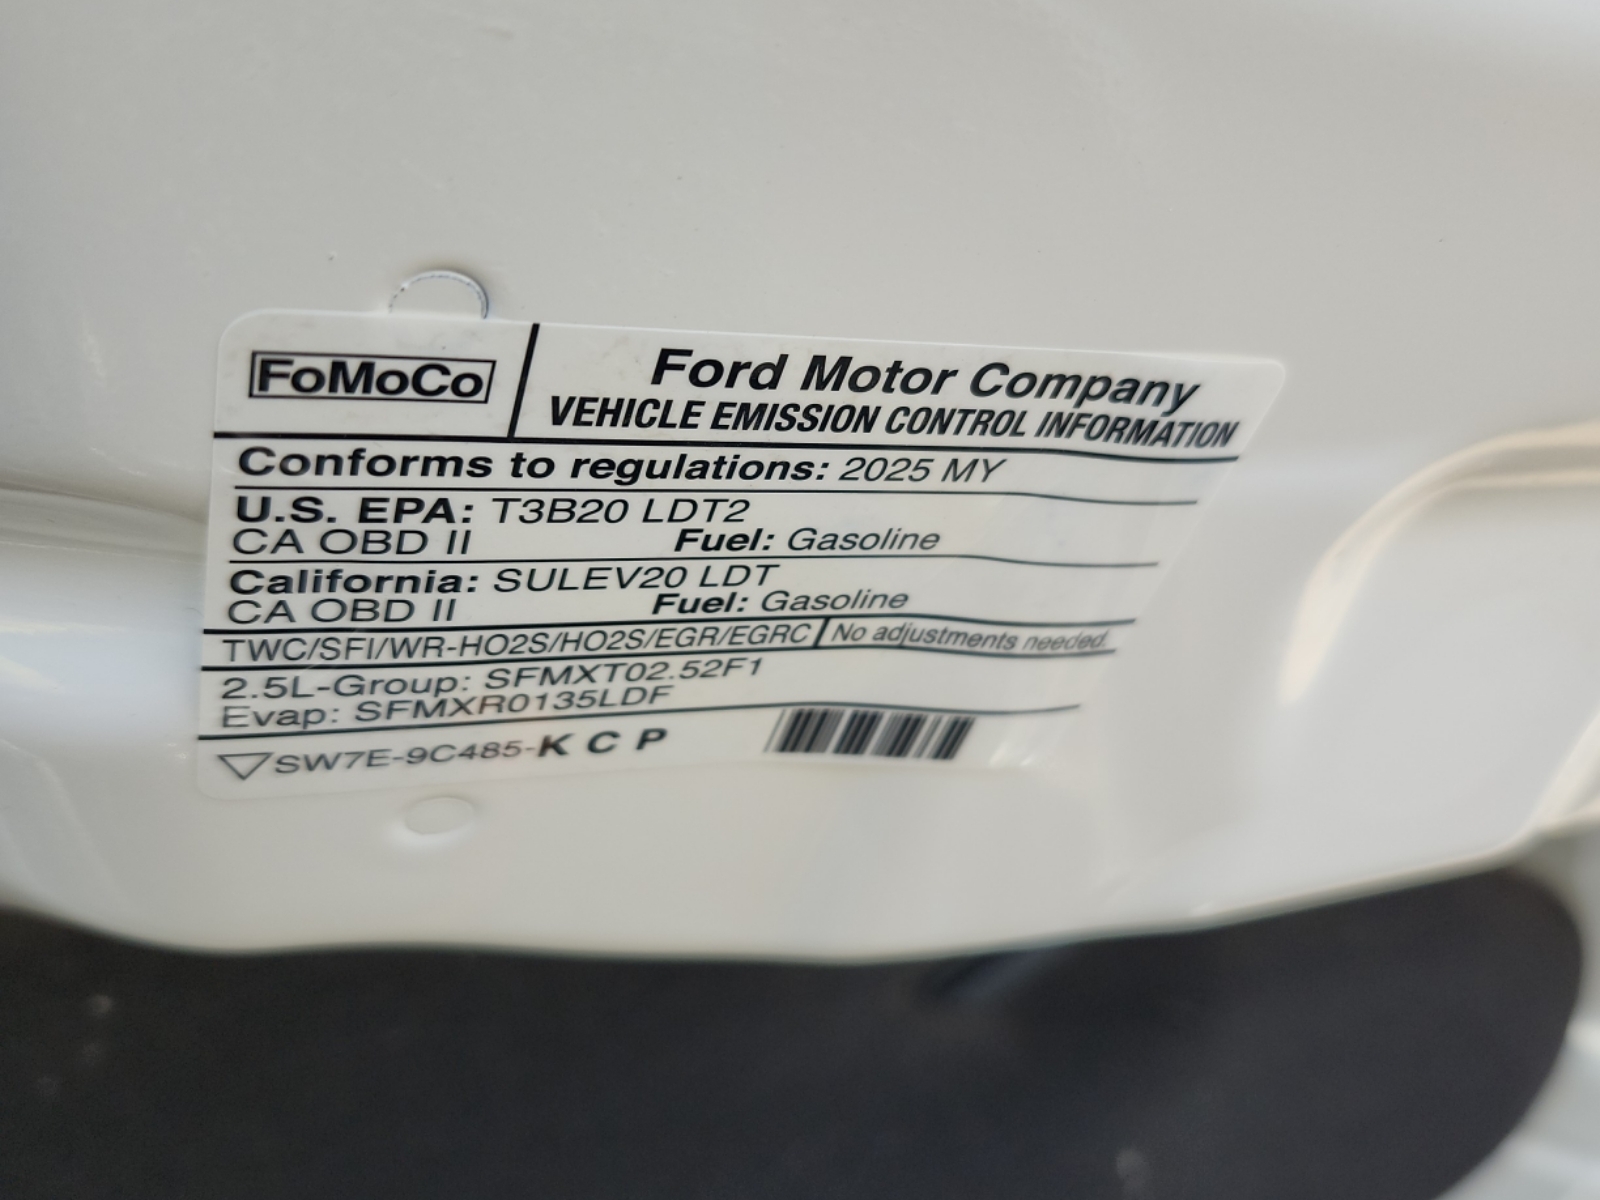 FoMoCo
Ford Motor Company
VEHICLE EMISSION CONTROL INFORMATION
Conforms to regulations: 2025 MY
U.S. EPA: T3B20 LDT2
CA OBD II Fuel: Gasoline
California: SULEV20 LDT
CA OBD II Fuel: Gasoline
TWC/SFI/WR-HO2S/HO2S/EGR/EGRC No adjustments needed.
2.5L-Group: SFMXT02.52F1
Evap: SFMXR0135LDF
SW7E-9C485-K C P